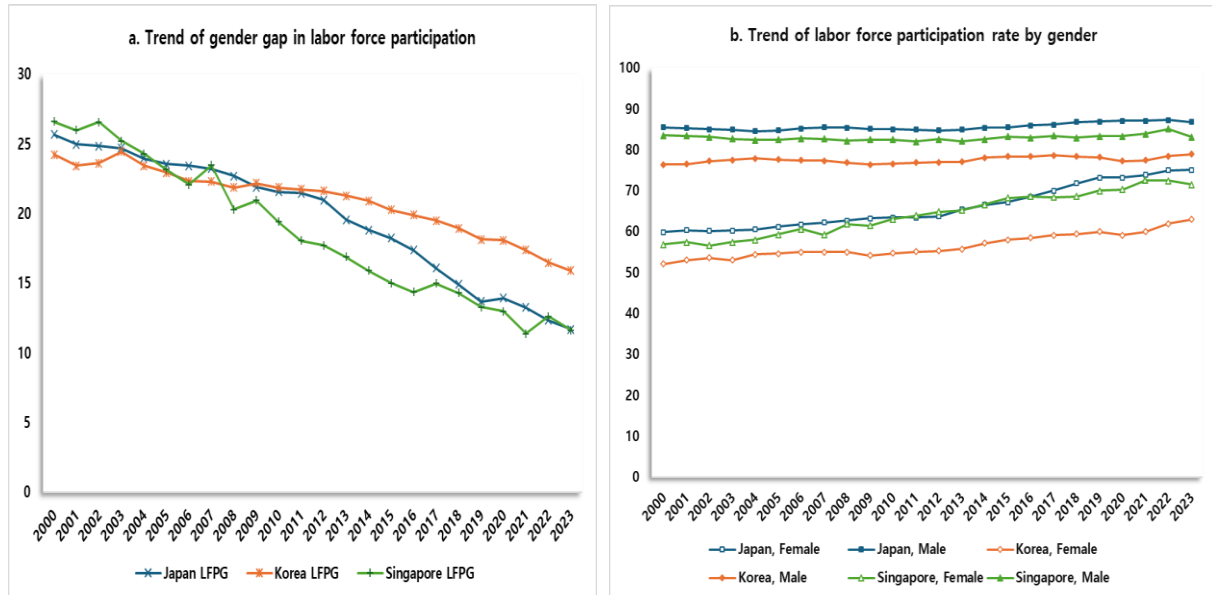 a. Trend of gender gap in labor force participation
30
25
20
15
10
5
0
2000 2001 2002 2003 2004 2005 2006 2007 2008 2009 2010 2011 2012 2013 2014 2015 2016 2017 2018 2019 2020 2021 2022 2023
Japan LFPG Korea LFPG Singapore LFPG
b. Trend of labor force participation rate by gender
100
90
80
70
60
50
40
30
20
10
0
2000 2001 2002 2003 2004 2005 2006 2007 2008 2009 2010 2011 2012 2013 2014 2015 2016 2017 2018 2019 2020 2021 2022 2023
Japan, Female Japan, Male Korea, Female
Korea, Male Singapore, Female Singapore, Male